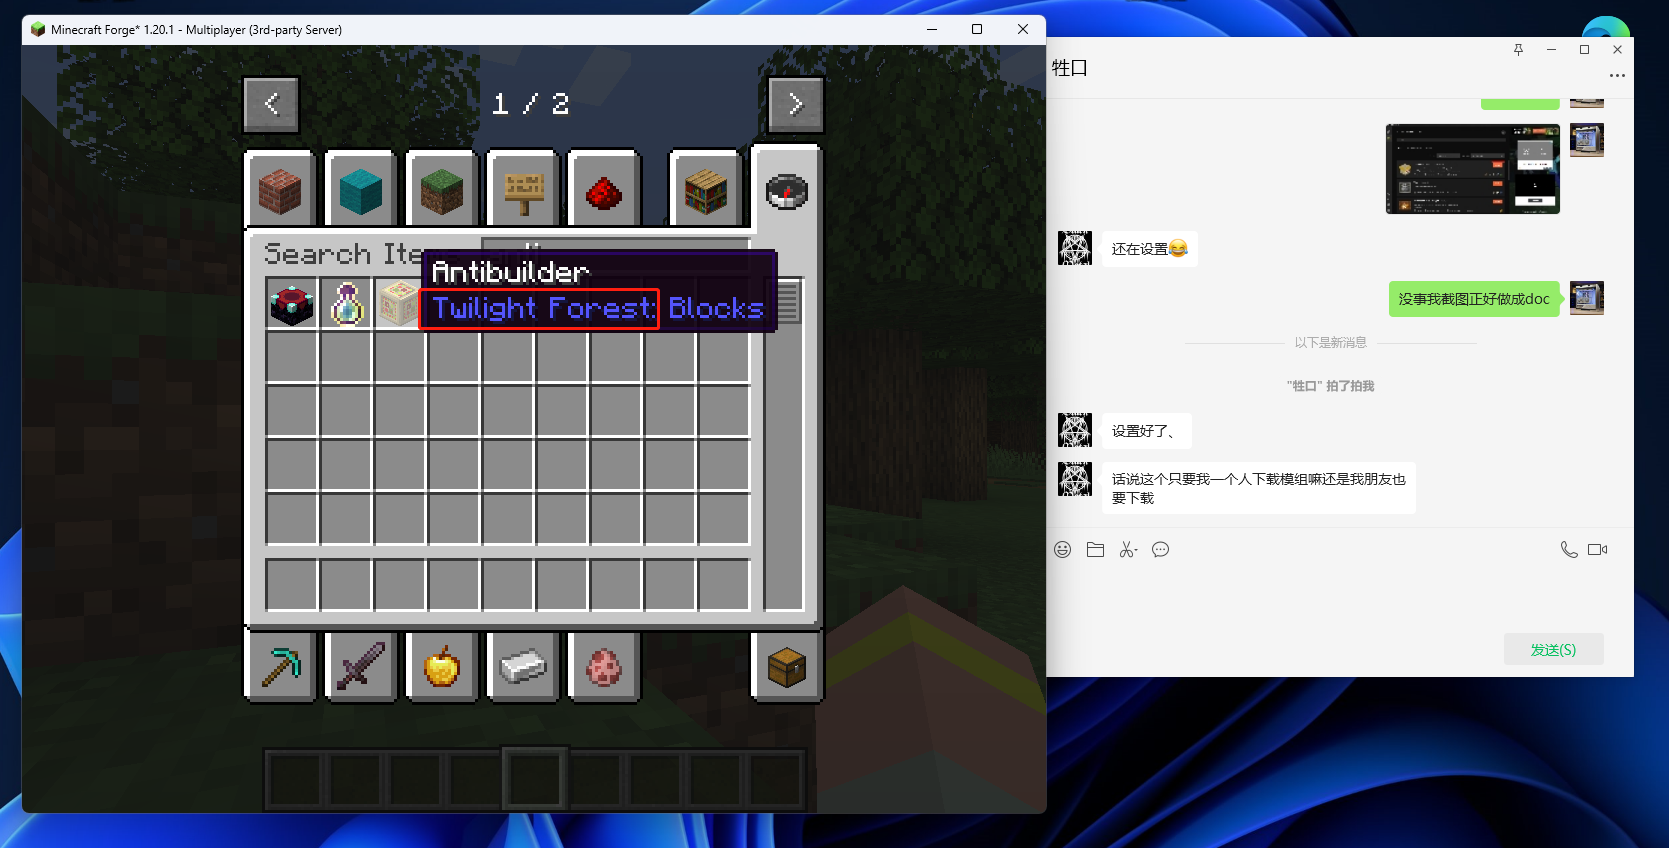 Minecraft Forge* 1.20.1 - Multiplayer (3rd-party Server)
1 / 2
Search Ite
Antibuilder
Twilight Forest: Blocks
牲口
还在设置😂
没事我截图正好做成doc
以下是新消息
"牲口" 拍了拍我
设置好了、
话说这个只要我一个人下载模组嘛还是我朋友也
要下载
发送(S)